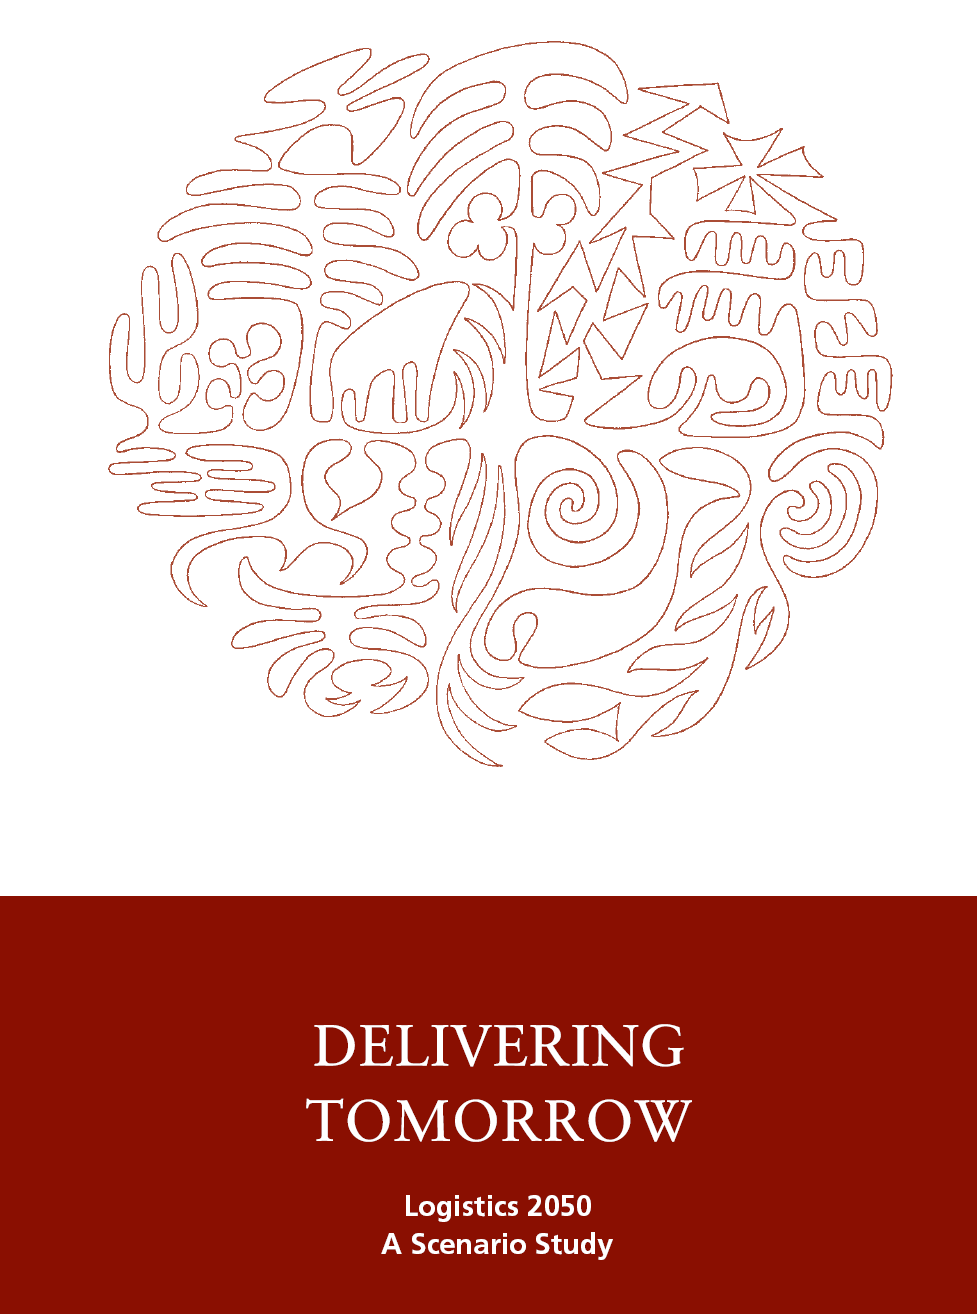 DELIVERING
TOMORROW
Logistics 2050
A Scenario Study